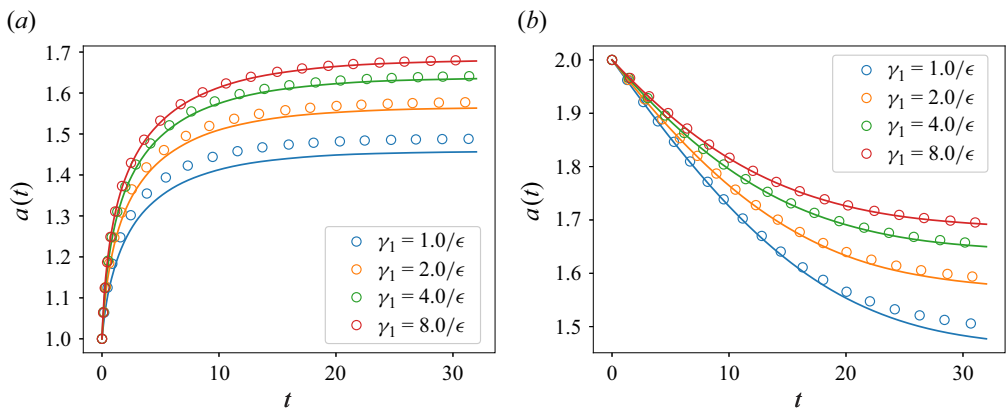 (a)
(b)
1.7
1.6
1.5
1.4
1.3
1.2
1.1
1.0
a(t)
0
10
20
30
t
γ₁ = 1.0/ϵ
γ₁ = 2.0/ϵ
γ₁ = 4.0/ϵ
γ₁ = 8.0/ϵ
2.0
1.9
1.8
1.7
1.6
1.5
a(t)
0
10
20
30
t
γ₁ = 1.0/ϵ
γ₁ = 2.0/ϵ
γ₁ = 4.0/ϵ
γ₁ = 8.0/ϵ